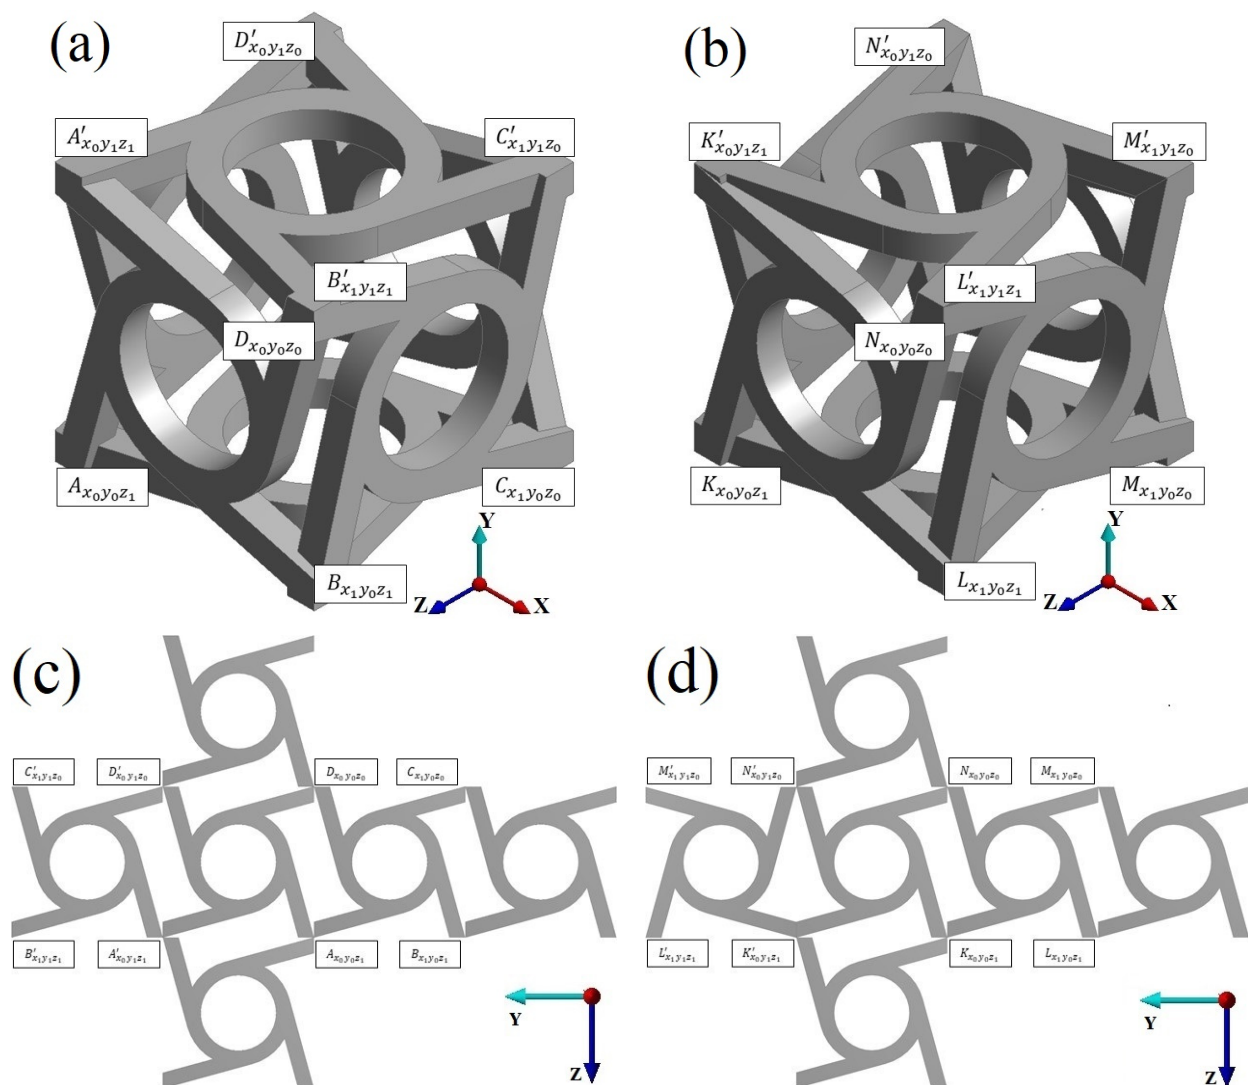 (a)
(b)
D′x₀y₁z₀
N′x₀y₁z₀
A′x₀y₁z₁
C′x₁y₁z₀
K′x₀y₁z₁
M′x₁y₁z₀
B′x₁y₁z₁
L′x₁y₁z₁
Dx₀y₀z₀
Nx₀y₀z₀
Ax₀y₀z₁
Cx₁y₀z₀
Kx₀y₀z₁
Mx₁y₀z₀
Bx₁y₀z₁
Lx₁y₀z₁
Y
Z
X
Y
Z
X
(c)
(d)
C′x₁y₁z₀
D′x₀y₁z₀
Dx₀y₀z₀
Cx₁y₀z₀
M′x₁y₁z₀
N′x₀y₁z₀
Nx₀y₀z₀
Mx₁y₀z₀
B′x₁y₁z₁
A′x₀y₁z₁
Ax₀y₀z₁
Bx₁y₀z₁
L′x₁y₁z₁
K′x₀y₁z₁
Kx₀y₀z₁
Lx₁y₀z₁
Y
Z
Y
Z